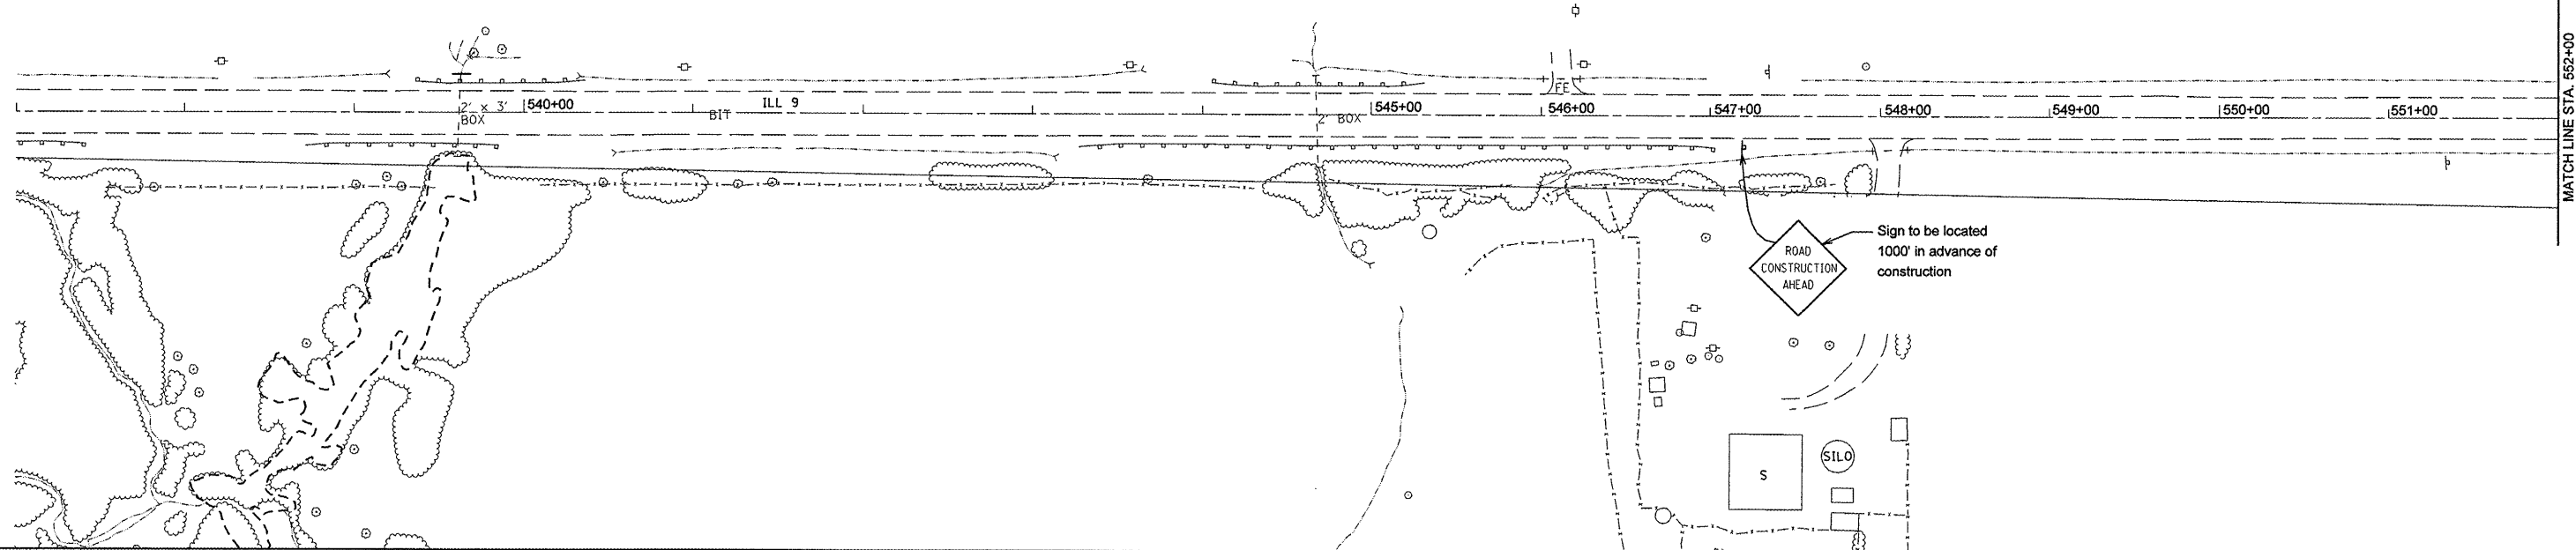 MATCH LINE STA. 552+00
2' x 3'
BOX
540+00
BIT
ILL 9
2' BOX
545+00
FE
546+00
547+00
548+00
549+00
550+00
551+00
ROAD
CONSTRUCTION
AHEAD
Sign to be located
1000' in advance of
construction
S
SILO